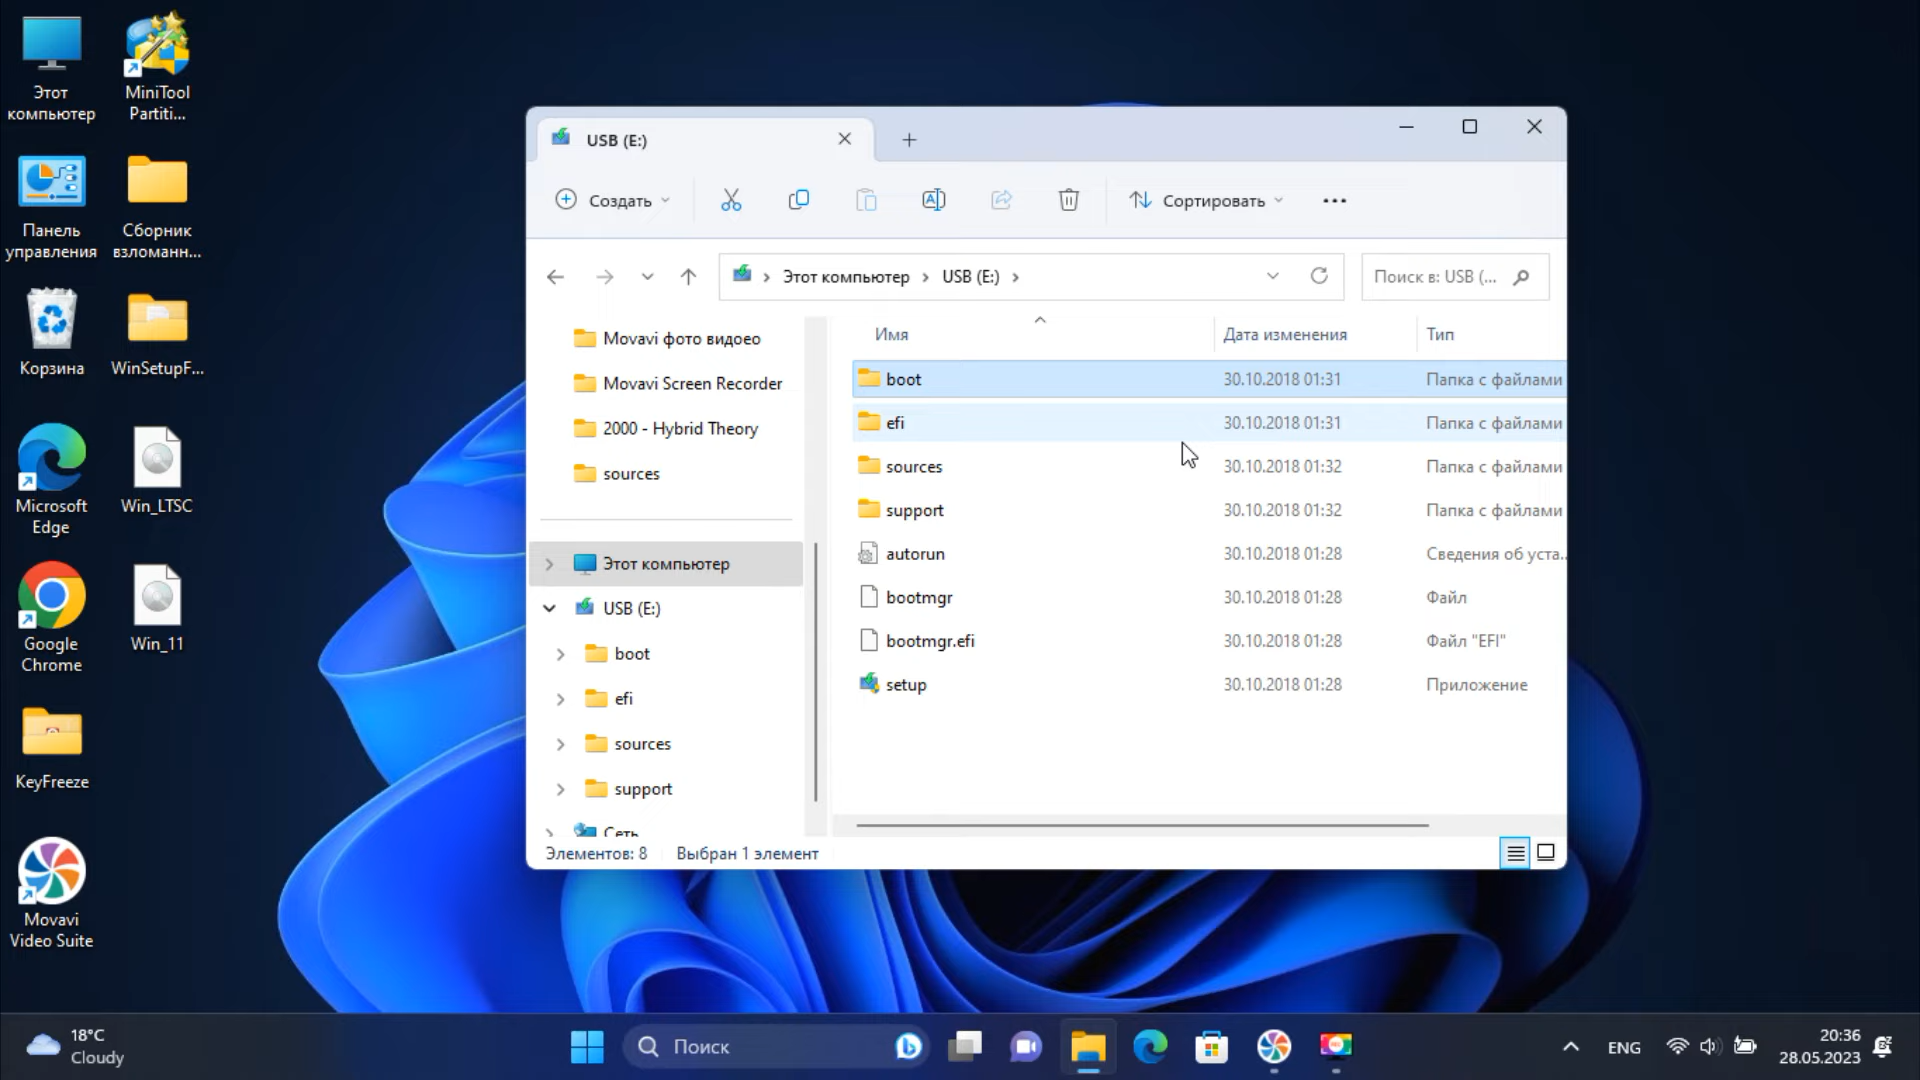 Этот
компьютер
MiniTool
Partiti...
Панель
управления
Сборник
взломанн...
Корзина
WinSetupF...
Microsoft
Edge
Win_LTSC
Google
Chrome
Win_11
KeyFreeze
Movavi
Video Suite
USB (E:)
Создать
Сортировать
Этот компьютер
USB (E:)
Поиск в: USB (...
Movavi фото видоео
Movavi Screen Recorder
2000 - Hybrid Theory
sources
Этот компьютер
USB (E:)
boot
efi
sources
support
Сеть
Имя Дата изменения Тип
boot 30.10.2018 01:31 Папка с файлами
efi 30.10.2018 01:31 Папка с файлами
sources 30.10.2018 01:32 Папка с файлами
support 30.10.2018 01:32 Папка с файлами
autorun 30.10.2018 01:28 Сведения об уста...
bootmgr 30.10.2018 01:28 Файл
bootmgr.efi 30.10.2018 01:28 Файл "EFI"
setup 30.10.2018 01:28 Приложение
Элементов: 8 Выбран 1 элемент
18°C
Cloudy
Поиск
ENG
20:36
28.05.2023